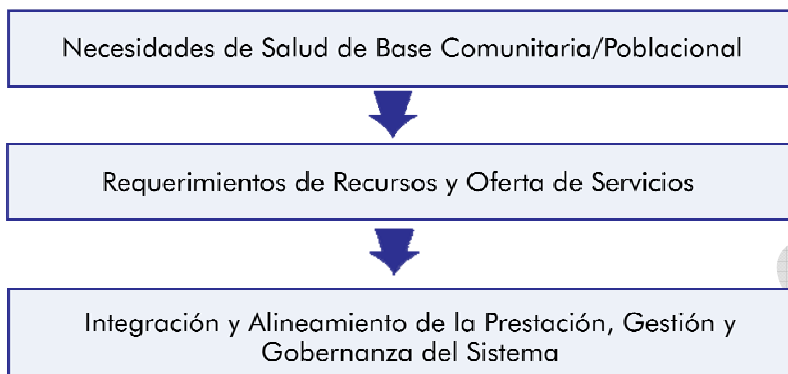 Necesidades de Salud de Base Comunitaria/Poblacional
Requerimientos de Recursos y Oferta de Servicios
Integración y Alineamiento de la Prestación, Gestión y
Gobernanza del Sistema